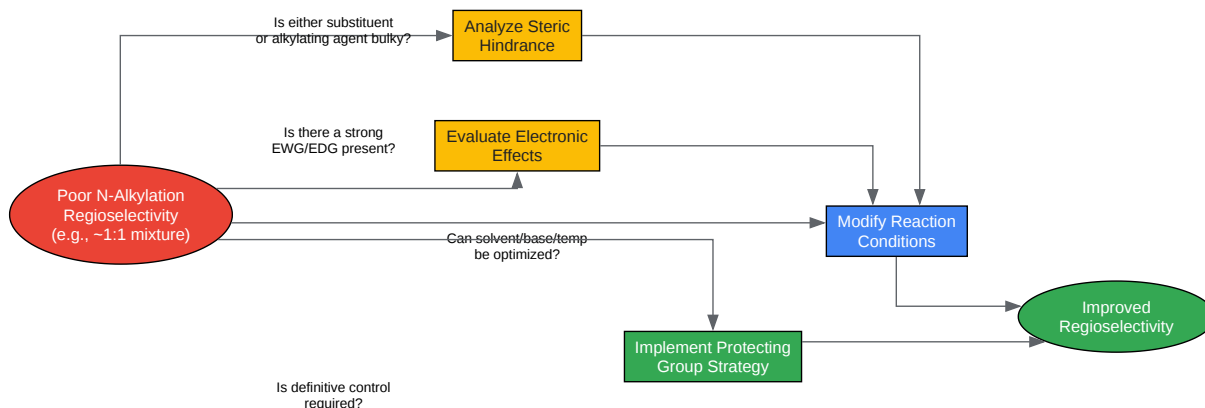 Is either substituent
or alkylating agent bulky?
Analyze Steric
Hindrance
Is there a strong
EWG/EDG present?
Evaluate Electronic
Effects
Poor N-Alkylation
Regioselectivity
(e.g., ~1:1 mixture)
Modify Reaction
Conditions
Can solvent/base/temp
be optimized?
Improved
Regioselectivity
Implement Protecting
Group Strategy
Is definitive control
required?